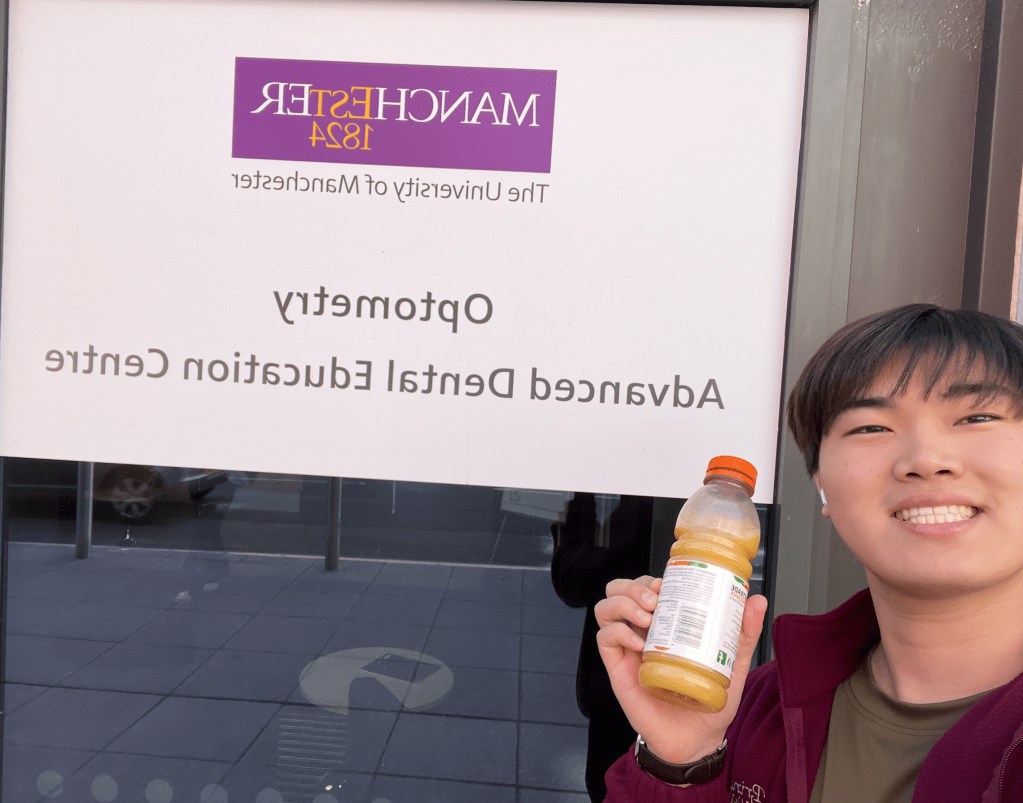 MANCHESTER
1824
The University of Manchester
Optometry
Advanced Dental Education Centre